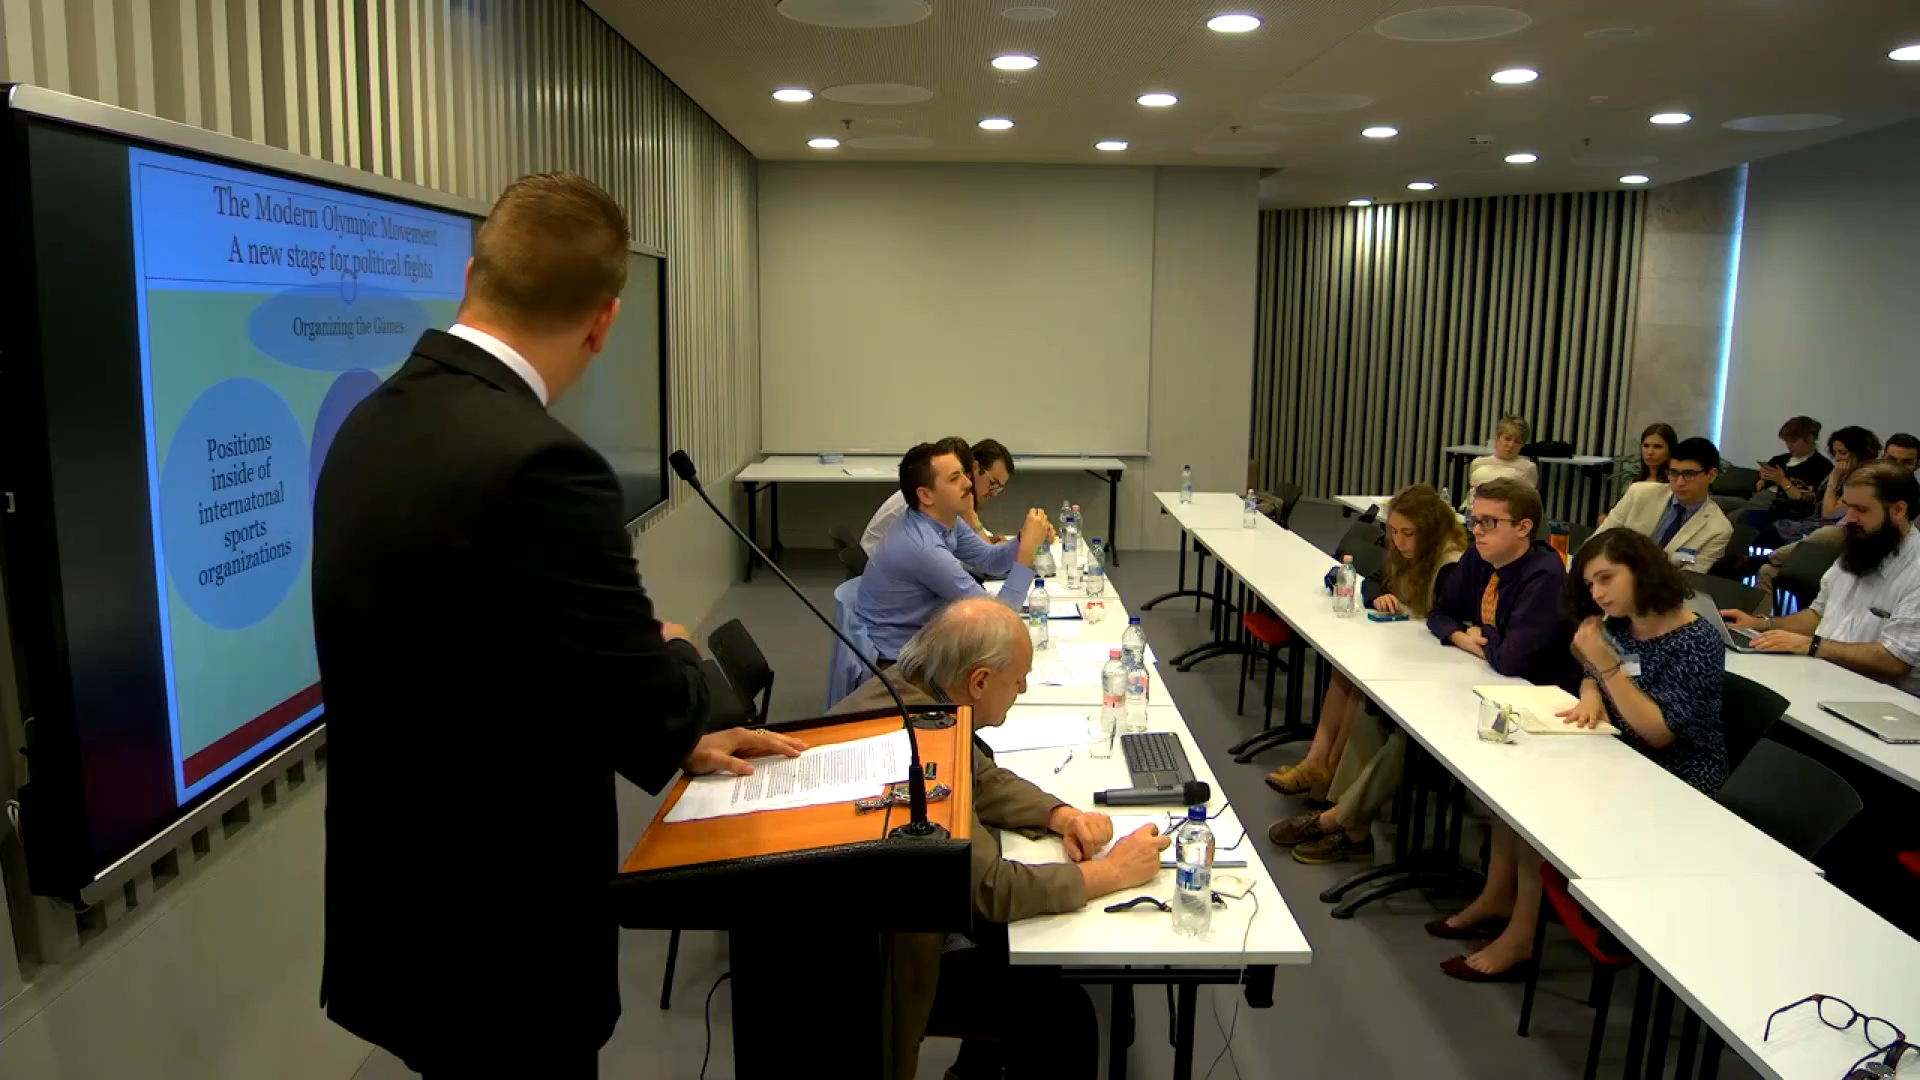 The Modern Olympic Movement
A new stage for political fights
Organizing the Games
Positions
inside of
internatonal
sports
organizations